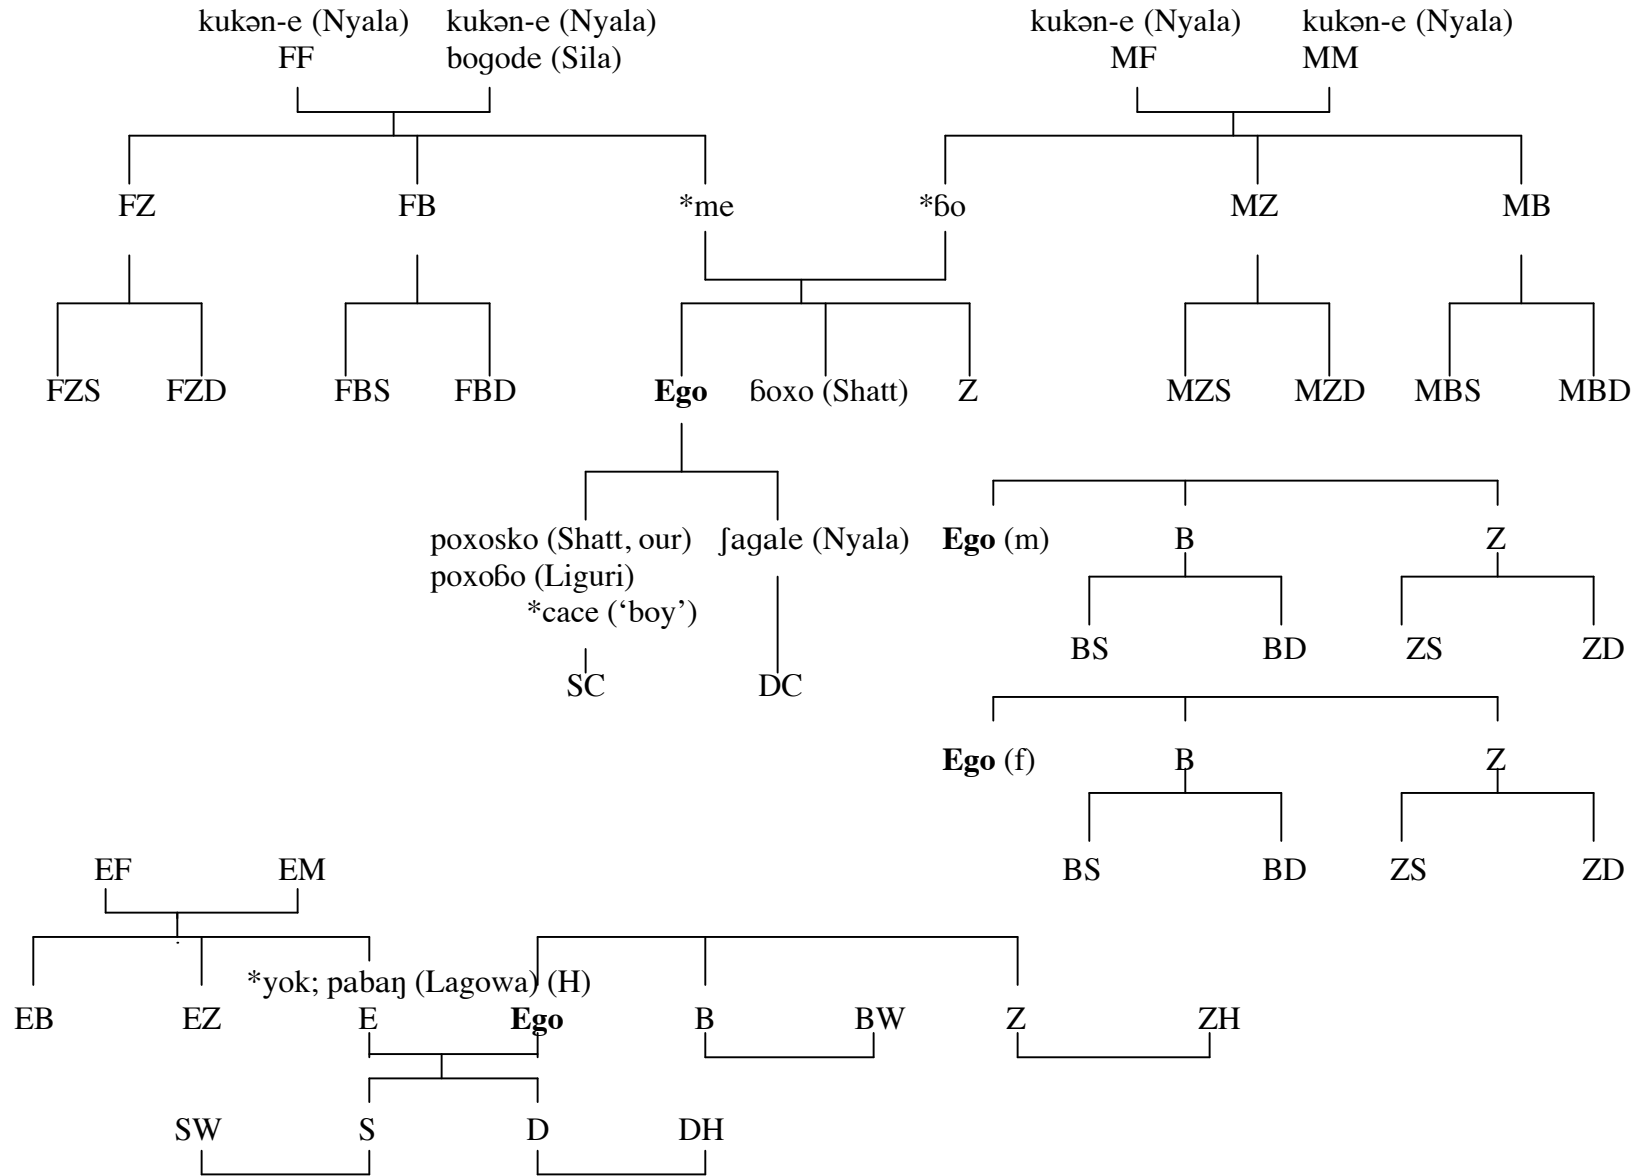 kukən-e (Nyala) kukən-e (Nyala) kukən-e (Nyala) kukən-e (Nyala)
FF bogode (Sila) MF MM
FZ FB *me *ɓo MZ MB
FZS FZD FBS FBD Ego ɓoxo (Shatt) Z MZS MZD MBS MBD
poxosko (Shatt, our) ʃagale (Nyala) Ego (m) B Z
poxoɓo (Liguri)
*cace (‘boy’)
BS BD ZS ZD
SC DC
Ego (f) B Z
EF EM BS BD ZS ZD
*yok; pabaŋ (Lagowa) (H)
EB EZ E Ego B BW Z ZH
SW S D DH